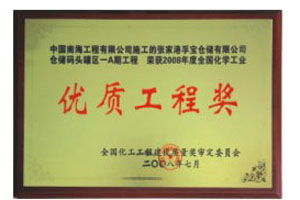 中国南海工程有限公司施工的张家港孚宝仓储有限公司
仓储码头罐区一A期工程 荣获2008年度全国化学工业
优质工程奖
全国化工工程建设质量奖审定委员会
二〇〇八年七月